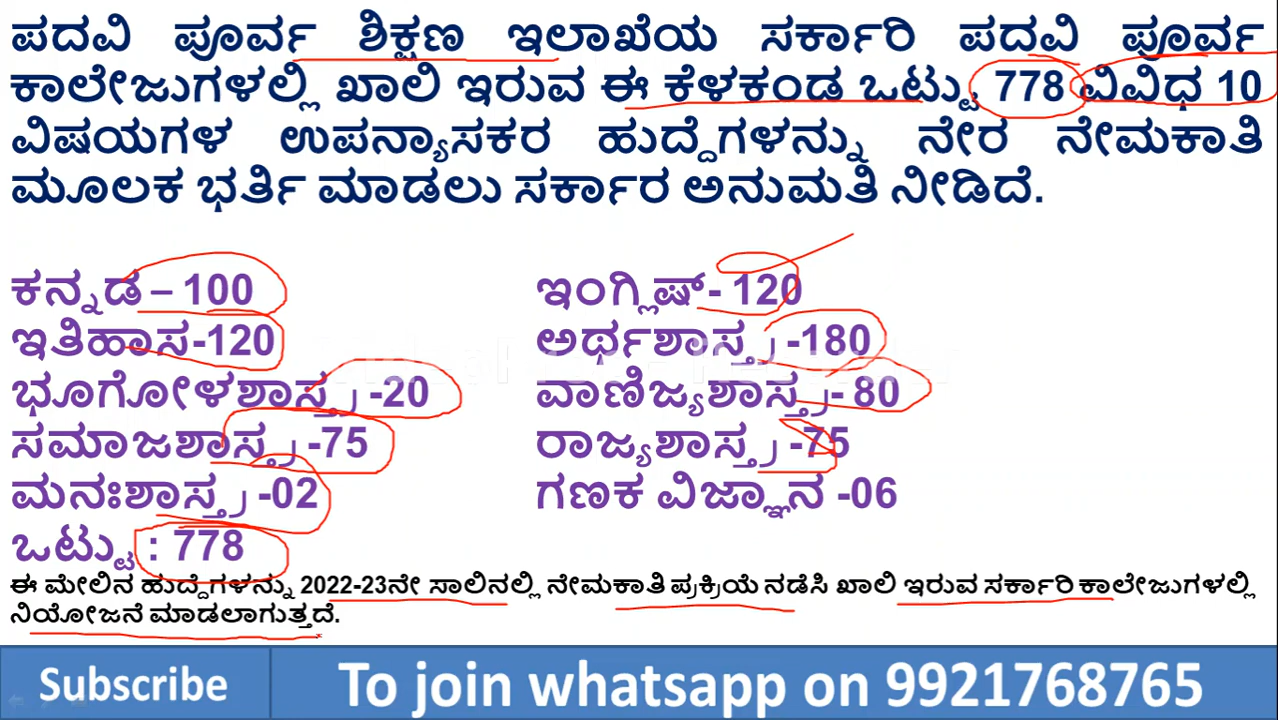 ಪದವಿ ಪೂರ್ವ ಶಿಕ್ಷಣ ಇಲಾಖೆಯ ಸರ್ಕಾರಿ ಪದವಿ ಪೂರ್ವ
ಕಾಲೇಜುಗಳಲ್ಲಿ ಖಾಲಿ ಇರುವ ಈ ಕೆಳಕಂಡ ಒಟ್ಟು 778 ವಿವಿಧ 10
ವಿಷಯಗಳ ಉಪನ್ಯಾಸಕರ ಹುದ್ದೆಗಳನ್ನು ನೇರ ನೇಮಕಾತಿ
ಮೂಲಕ ಭರ್ತಿ ಮಾಡಲು ಸರ್ಕಾರ ಅನುಮತಿ ನೀಡಿದೆ.
ಕನ್ನಡ – 100 ಇಂಗ್ಲಿಷ್- 120
ಇತಿಹಾಸ-120 ಅರ್ಥಶಾಸ್ತ್ರ -180
ಭೂಗೋಳಶಾಸ್ತ್ರ -20 ವಾಣಿಜ್ಯಶಾಸ್ತ್ರ- 80
ಸಮಾಜಶಾಸ್ತ್ರ -75 ರಾಜ್ಯಶಾಸ್ತ್ರ -75
ಮನಃಶಾಸ್ತ್ರ -02 ಗಣಕ ವಿಜ್ಞಾನ -06
ಒಟ್ಟು : 778
ಈ ಮೇಲಿನ ಹುದ್ದೆಗಳನ್ನು 2022-23ನೇ ಸಾಲಿನಲ್ಲಿ ನೇಮಕಾತಿ ಪ್ರಕ್ರಿಯೆ ನಡೆಸಿ ಖಾಲಿ ಇರುವ ಸರ್ಕಾರಿ ಕಾಲೇಜುಗಳಲ್ಲಿ
ನಿಯೋಜನೆ ಮಾಡಲಾಗುತ್ತದೆ.
Subscribe To join whatsapp on 9921768765